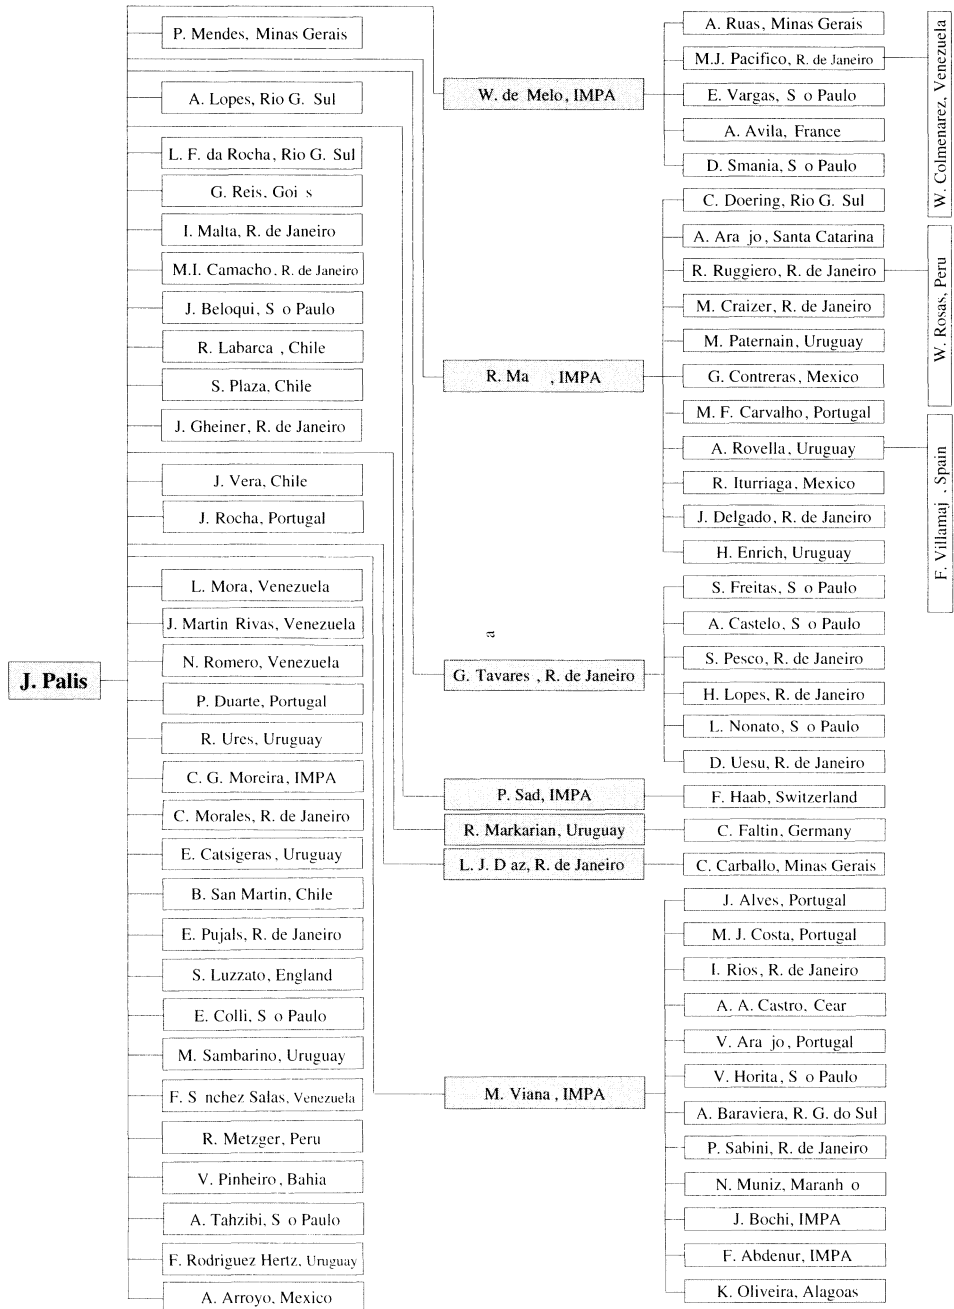 J. Palis
P. Mendes, Minas Gerais
A. Lopes, Rio G. Sul
L. F. da Rocha, Rio G. Sul
G. Reis, Goi s
I. Malta, R. de Janeiro
M.I. Camacho, R. de Janeiro
J. Beloqui, S o Paulo
R. Labarca , Chile
S. Plaza, Chile
J. Gheiner, R. de Janeiro
J. Vera, Chile
J. Rocha, Portugal
L. Mora, Venezuela
J. Martin Rivas, Venezuela
N. Romero, Venezuela
P. Duarte, Portugal
R. Ures, Uruguay
C. G. Moreira, IMPA
C. Morales, R. de Janeiro
E. Catsigeras , Uruguay
B. San Martin, Chile
E. Pujals, R. de Janeiro
S. Luzzato, England
E. Colli, S o Paulo
M. Sambarino, Uruguay
F. S nchez Salas, Venezuela
R. Metzger, Peru
V. Pinheiro, Bahia
A. Tahzibi, S o Paulo
F. Rodriguez Hertz, Uruguay
A. Arroyo, Mexico
W. de Melo, IMPA
R. Ma , IMPA
a
G. Tavares , R. de Janeiro
P. Sad, IMPA
R. Markarian, Uruguay
L. J. D az, R. de Janeiro
M. Viana , IMPA
A. Ruas, Minas Gerais
M.J. Pacifico, R. de Janeiro
E. Vargas, S o Paulo
A. Avila, France
D. Smania, S o Paulo
C. Doering, Rio G. Sul
A. Ara jo , Santa Catarina
R. Ruggiero, R. de Janeiro
M. Craizer, R. de Janeiro
M. Paternain, Uruguay
G. Contreras, Mexico
M. F. Carvalho, Portugal
A. Rovella, Uruguay
R. Iturriaga, Mexico
J. Delgado, R. de Janeiro
H. Enrich, Uruguay
S. Freitas, S o Paulo
A. Castelo, S o Paulo
S. Pesco, R. de Janeiro
H. Lopes, R. de Janeiro
L. Nonato, S o Paulo
D. Uesu, R. de Janeiro
F. Haab, Switzerland
C. Faltin, Germany
C. Carballo, Minas Gerais
J. Alves, Portugal
M. J. Costa, Portugal
I. Rios, R. de Janeiro
A. A. Castro, Cear
V. Ara jo , Portugal
V. Horita, S o Paulo
A. Baraviera, R. G. do Sul
P. Sabini, R. de Janeiro
N. Muniz, Maranh o
J. Bochi, IMPA
F. Abdenur, IMPA
K. Oliveira, Alagoas
W. Colmenarez, Venezuela
W. Rosas, Peru
F. Villamaj , Spain